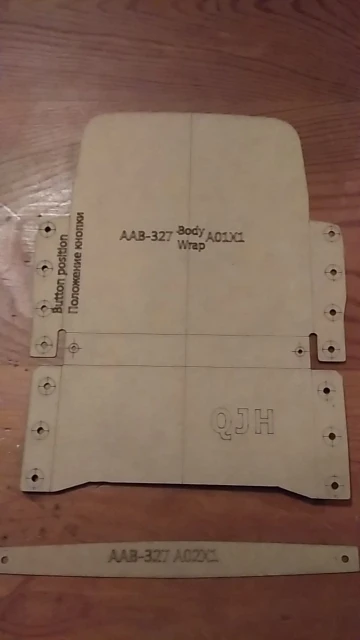 AAB-327 Body Wrap A01X1
Button position
Положение кнопки
QJH
AAB-327 A02X1